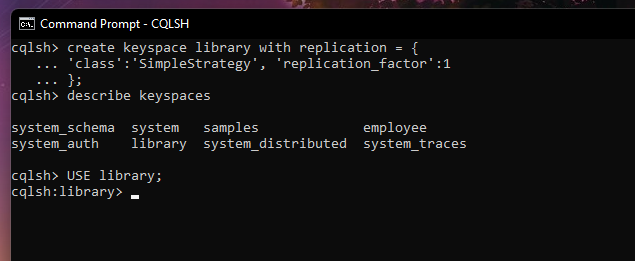 Command Prompt - CQLSH
cqlsh> create keyspace library with replication = {
   ... 'class':'SimpleStrategy', 'replication_factor':1
   ... };
cqlsh> describe keyspaces
system_schema  system   samples             employee
system_auth    library  system_distributed  system_traces
cqlsh> USE library;
cqlsh:library>